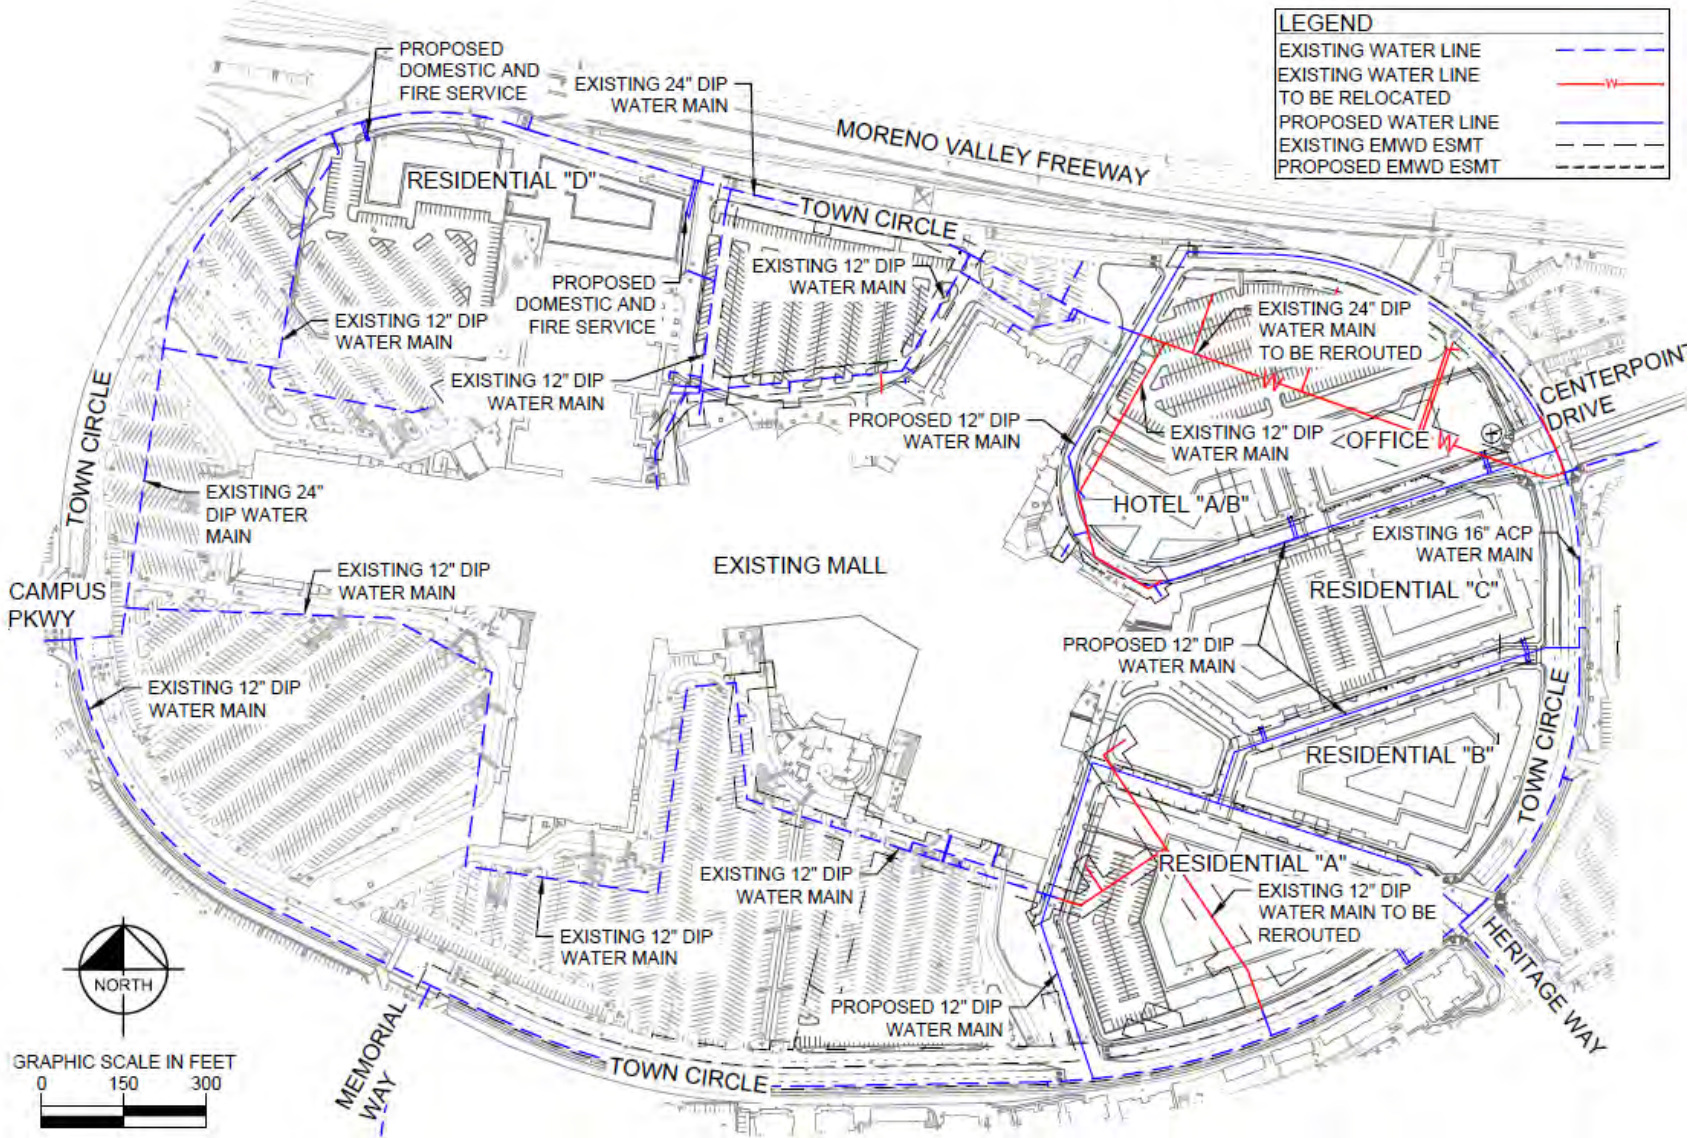 LEGEND
EXISTING WATER LINE
EXISTING WATER LINE
TO BE RELOCATED
W
PROPOSED WATER LINE
EXISTING EMWD ESMT
PROPOSED EMWD ESMT
PROPOSED
DOMESTIC AND
FIRE SERVICE
EXISTING 24" DIP
WATER MAIN
MORENO VALLEY FREEWAY
RESIDENTIAL "D"
TOWN CIRCLE
EXISTING 12" DIP
WATER MAIN
PROPOSED
DOMESTIC AND
FIRE SERVICE
EXISTING 12" DIP
WATER MAIN
EXISTING 24" DIP
WATER MAIN
TO BE REROUTED
W
EXISTING 12" DIP
WATER MAIN
PROPOSED 12" DIP
WATER MAIN
EXISTING 12" DIP
WATER MAIN
OFFICE
W
CENTERPOINT
DRIVE
TOWN CIRCLE
EXISTING 24"
DIP WATER
MAIN
HOTEL "A/B"
EXISTING 16" ACP
WATER MAIN
EXISTING MALL
RESIDENTIAL "C"
CAMPUS
PKWY
EXISTING 12" DIP
WATER MAIN
PROPOSED 12" DIP
WATER MAIN
EXISTING 12" DIP
WATER MAIN
RESIDENTIAL "B"
TOWN CIRCLE
RESIDENTIAL "A"
EXISTING 12" DIP
WATER MAIN
EXISTING 12" DIP
WATER MAIN TO BE
REROUTED
EXISTING 12" DIP
WATER MAIN
HERITAGE WAY
NORTH
PROPOSED 12" DIP
WATER MAIN
MEMORIAL
WAY
TOWN CIRCLE
GRAPHIC SCALE IN FEET
0 150 300